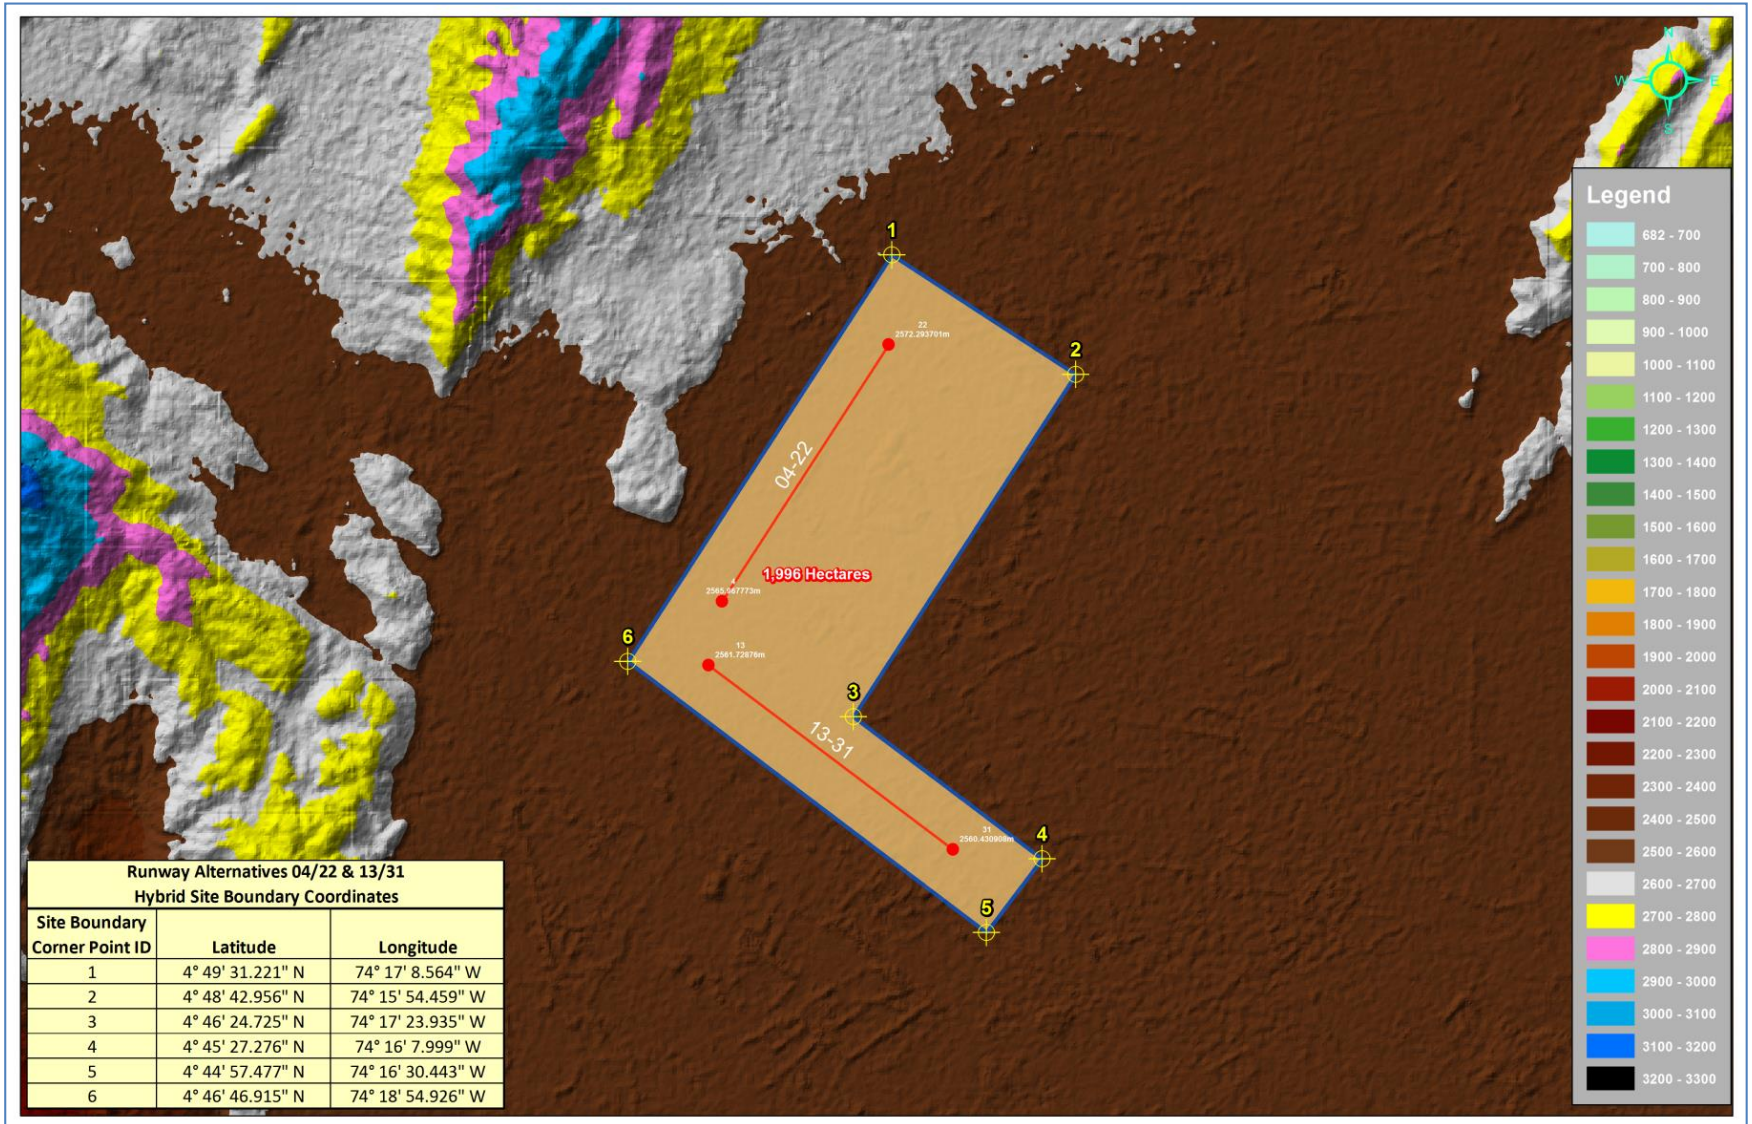 N
W E
S
1
22
2572.293701m
2
04-22
1,996 Hectares
6
13
2561.72876m
3
13-31
31
2560.430908m
4
5
Legend
682 - 700
700 - 800
800 - 900
900 - 1000
1000 - 1100
1100 - 1200
1200 - 1300
1300 - 1400
1400 - 1500
1500 - 1600
1600 - 1700
1700 - 1800
1800 - 1900
1900 - 2000
2000 - 2100
2100 - 2200
2200 - 2300
2300 - 2400
2400 - 2500
2500 - 2600
2600 - 2700
2700 - 2800
2800 - 2900
2900 - 3000
3000 - 3100
3100 - 3200
3200 - 3300
Runway Alternatives 04/22 & 13/31
Hybrid Site Boundary Coordinates
Site Boundary
Corner Point ID Latitude Longitude
1 4° 49' 31.221" N 74° 17' 8.564" W
2 4° 48' 42.956" N 74° 15' 54.459" W
3 4° 46' 24.725" N 74° 17' 23.935" W
4 4° 45' 27.276" N 74° 16' 7.999" W
5 4° 44' 57.477" N 74° 16' 30.443" W
6 4° 46' 46.915" N 74° 18' 54.926" W